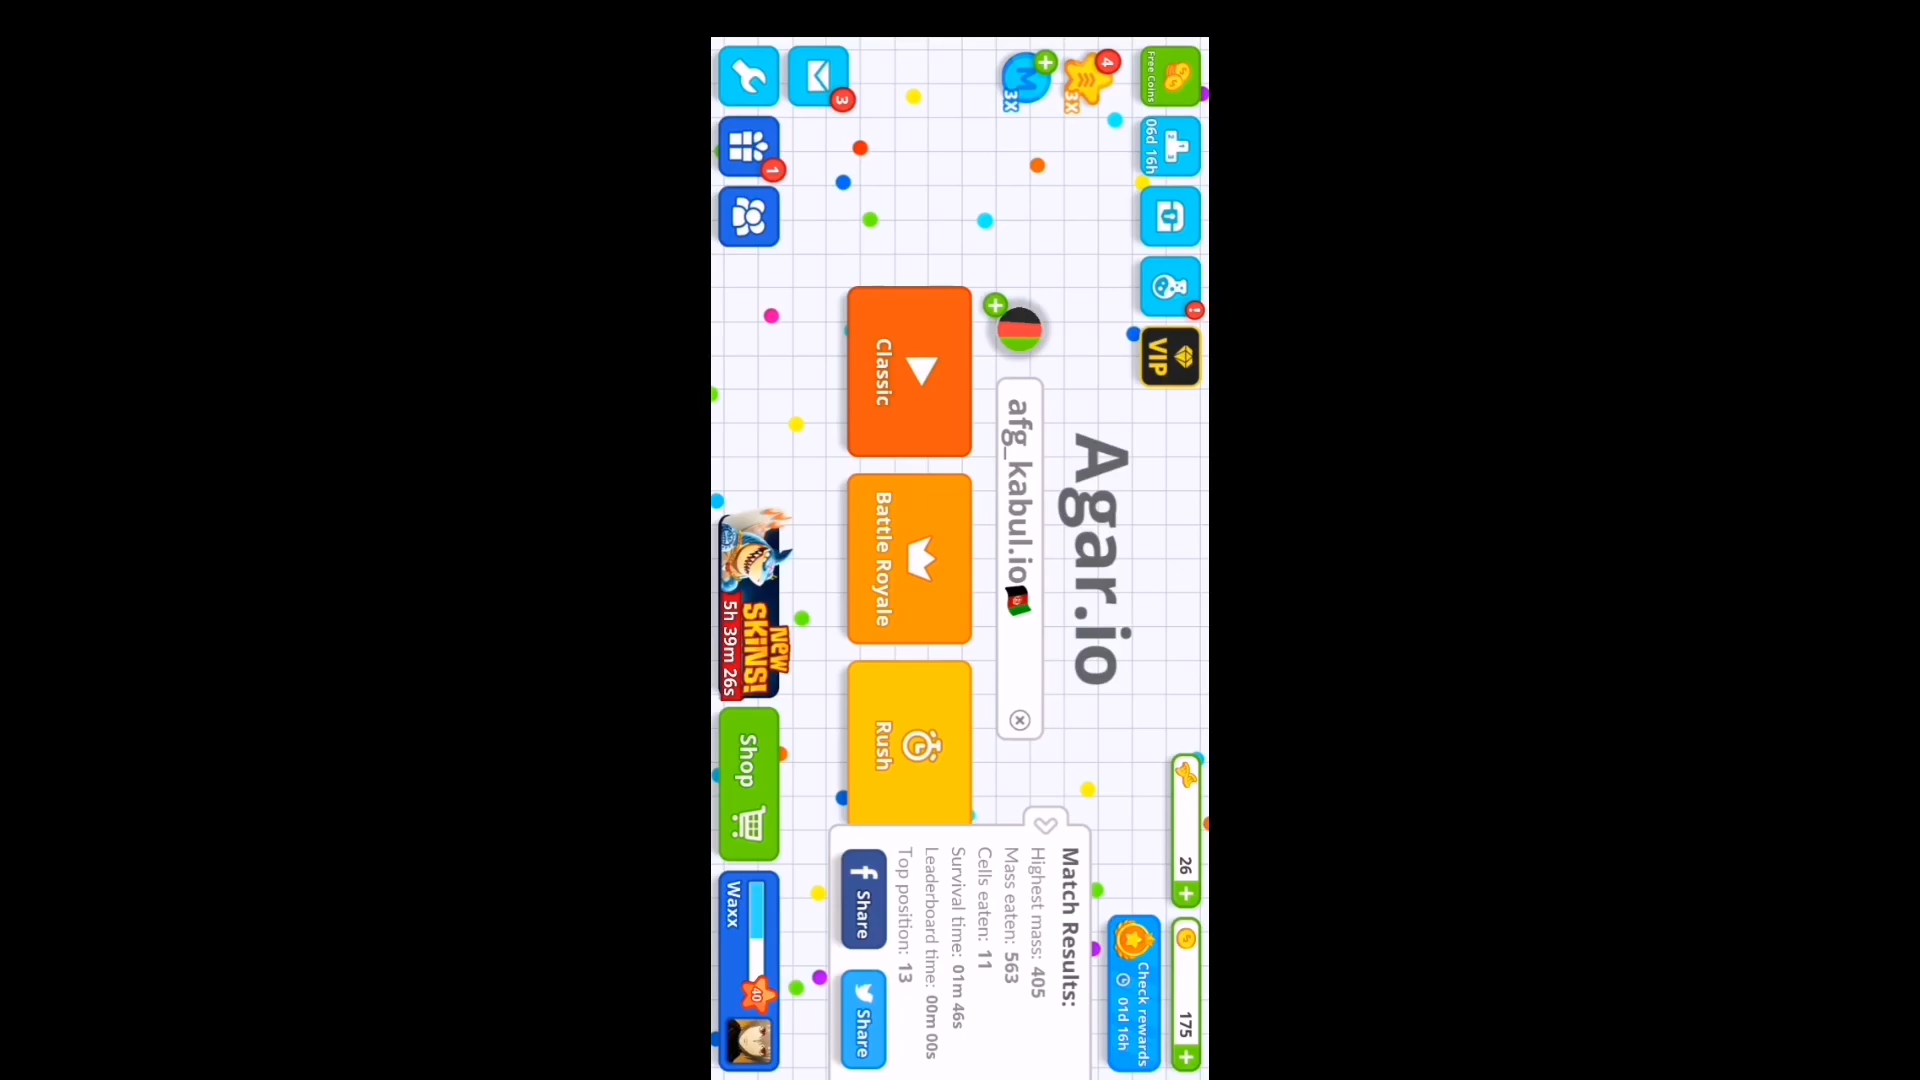 Free Coins
06d 16h
VIP
26
175
4
3X
M
3X
Check rewards
01d 16h
Agar.io
afg_kabul.io🇦🇫
Classic
Battle Royale
Rush
Match Results:
Highest mass: 405
Mass eaten: 563
Cells eaten: 11
Survival time: 01m 46s
Leaderboard time: 00m 00s
Top position: 13
Share
Share
3
1
NEW
SKiNS!
5h 39m 26s
Shop
Waxx
40